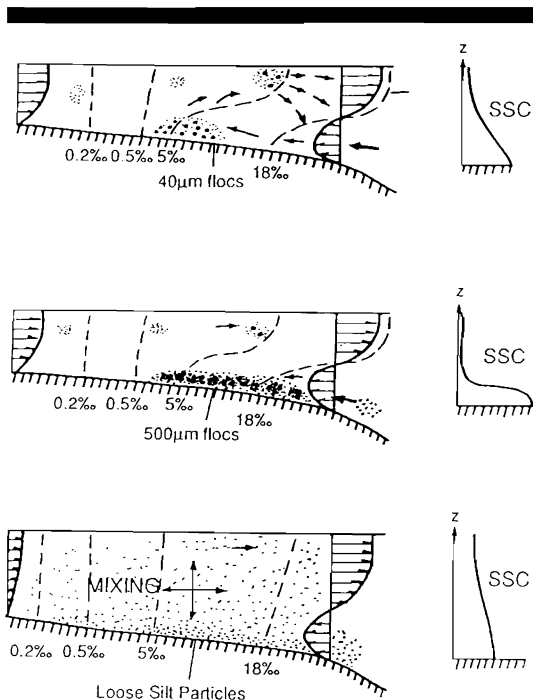 z
SSC
0.2‰ 0.5‰ 5‰
18‰
40μm flocs
z
SSC
0.2‰ 0.5‰ 5‰
18‰
500μm flocs
z
SSC
MIXING
0.2‰ 0.5‰ 5‰ 18‰
Loose Silt Particles